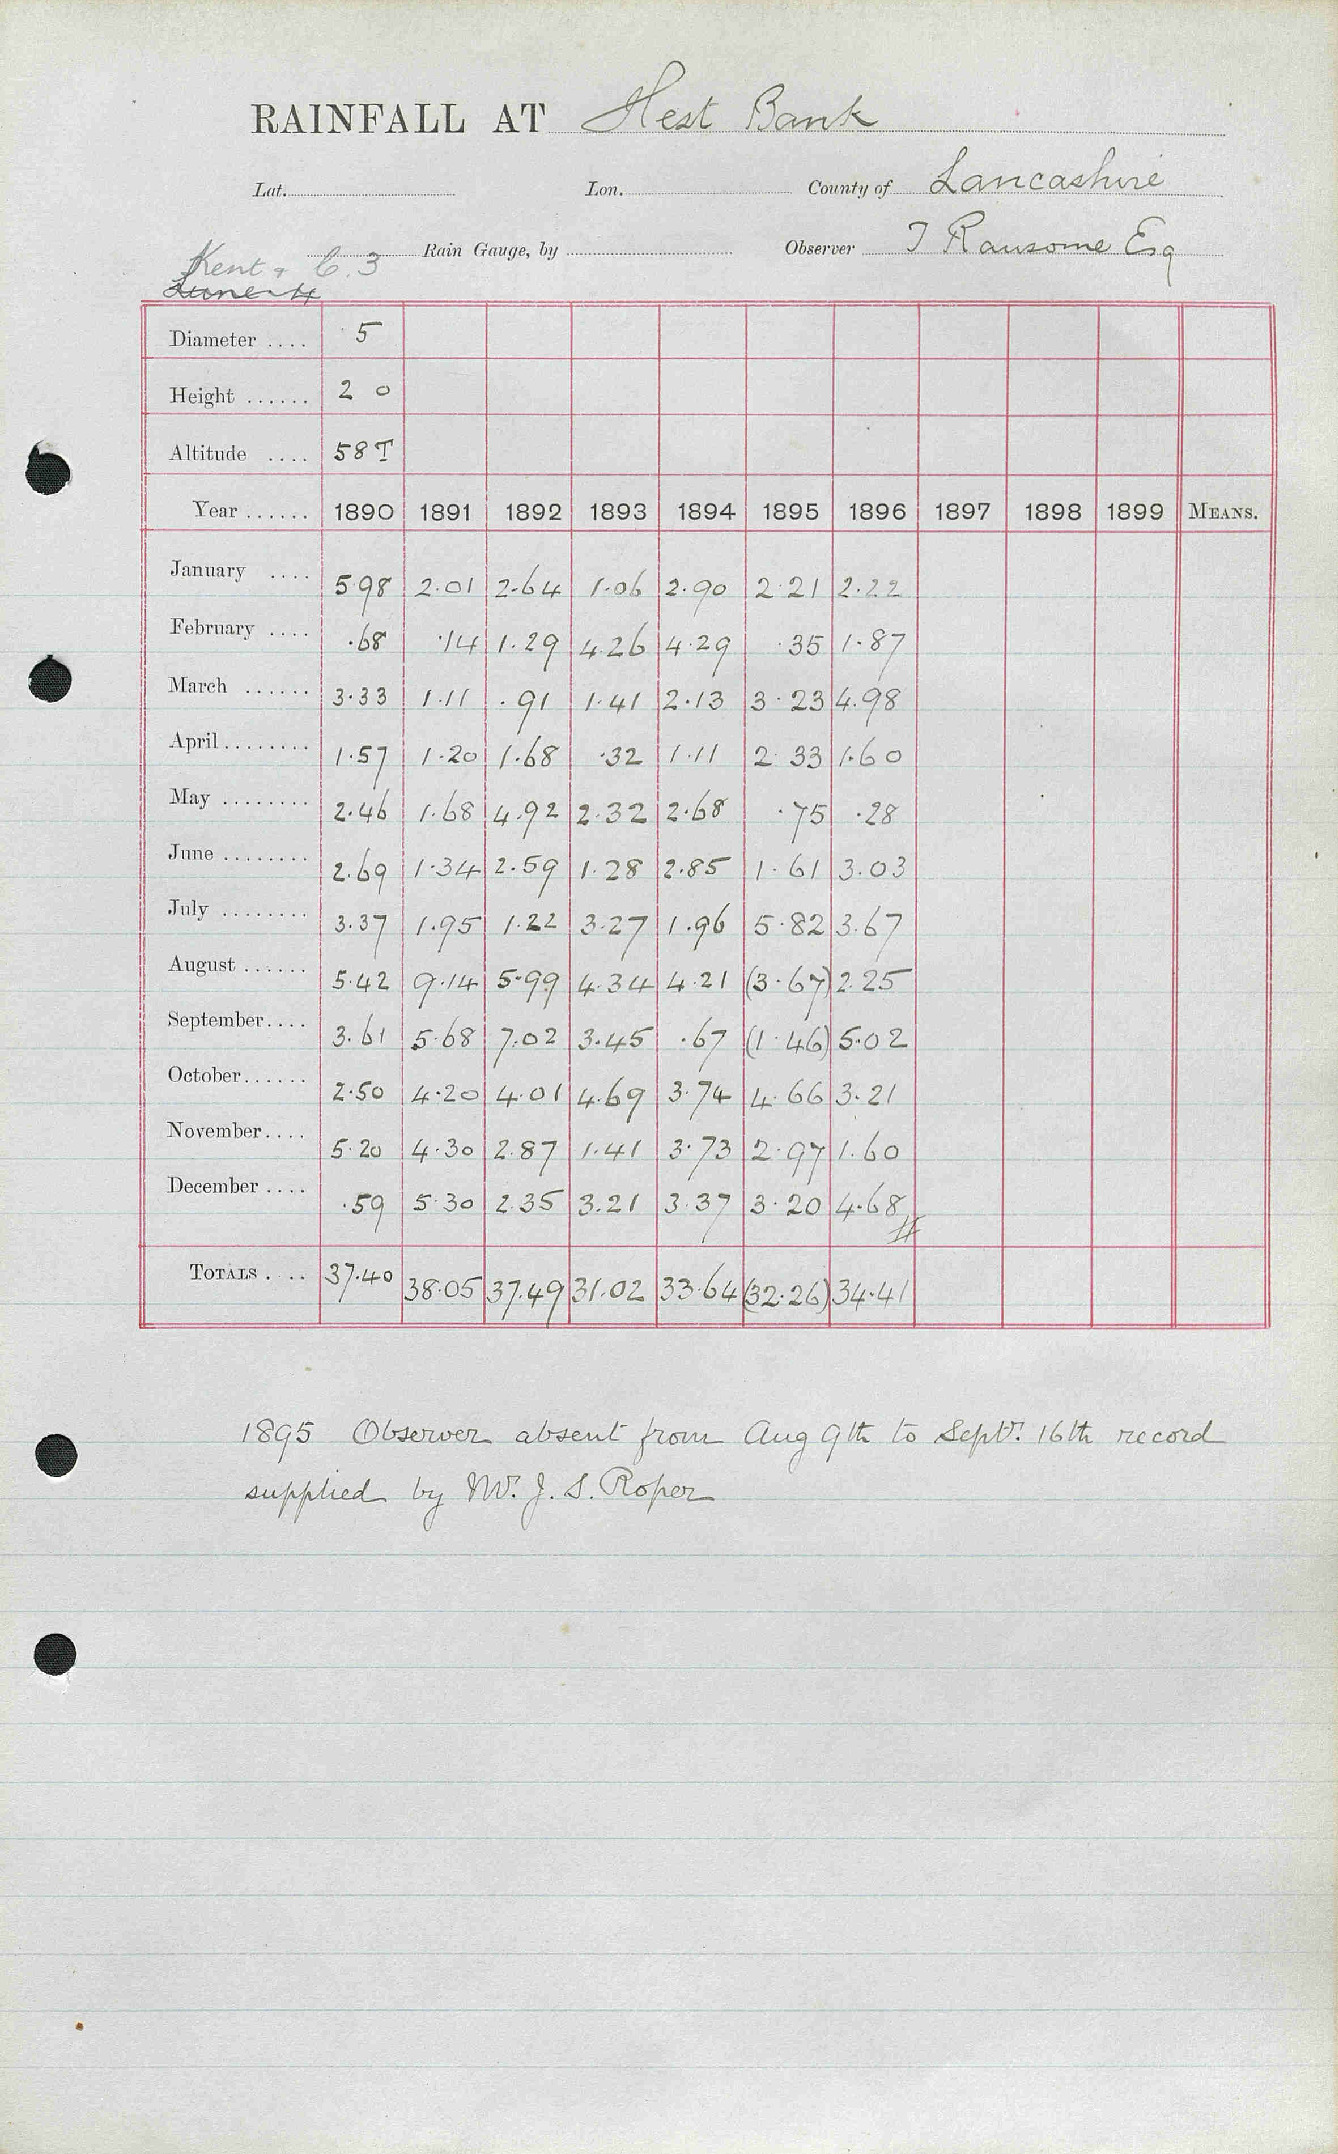 RAINFALL AT Hest Bank
Lat. Lon. County of Lancashire
Rain Gauge, by Observer T Ransome Esq
Kent & C. 3
Lune 4
Diameter .... 5
Height ...... 2 0
Altitude .... 58 T
Year ...... 1890 1891 1892 1893 1894 1895 1896 1897 1898 1899 MEANS.
January .... 5.98 2.01 2.64 1.06 2.90 2.21 2.22
February .... .68 .14 1.29 4.26 4.29 .35 1.87
March ...... 3.33 1.11 .91 1.41 2.13 3.23 4.98
April ........ 1.57 1.20 1.68 .32 1.11 2.33 1.60
May ........ 2.46 1.68 4.92 2.32 2.68 .75 .28
June ........ 2.69 1.34 2.59 1.28 2.85 1.61 3.03
July ........ 3.37 1.95 1.22 3.27 1.96 5.82 3.67
August ...... 5.42 9.14 5.99 4.34 4.21 (3.67) 2.25
September .... 3.61 5.68 7.02 3.45 .67 (1.46) 5.02
October ...... 2.50 4.20 4.01 4.69 3.74 4.66 3.21
November .... 5.20 4.30 2.87 1.41 3.73 2.97 1.60
December .... .59 5.30 2.35 3.21 3.37 3.20 4.68
TOTALS .... 37.40 38.05 37.49 31.02 33.64 (32.26) 34.41
1895 Observer absent from Aug 9th to Septr. 16th record
supplied by Mr. J. S. Roper